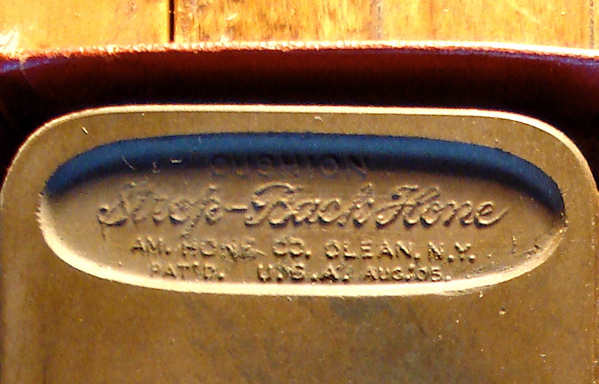 CUSHION
Strop-Back Hone
AM. HONE CO. OLEAN, N.Y.
PAT'D. U.S.A. AUG. '05.